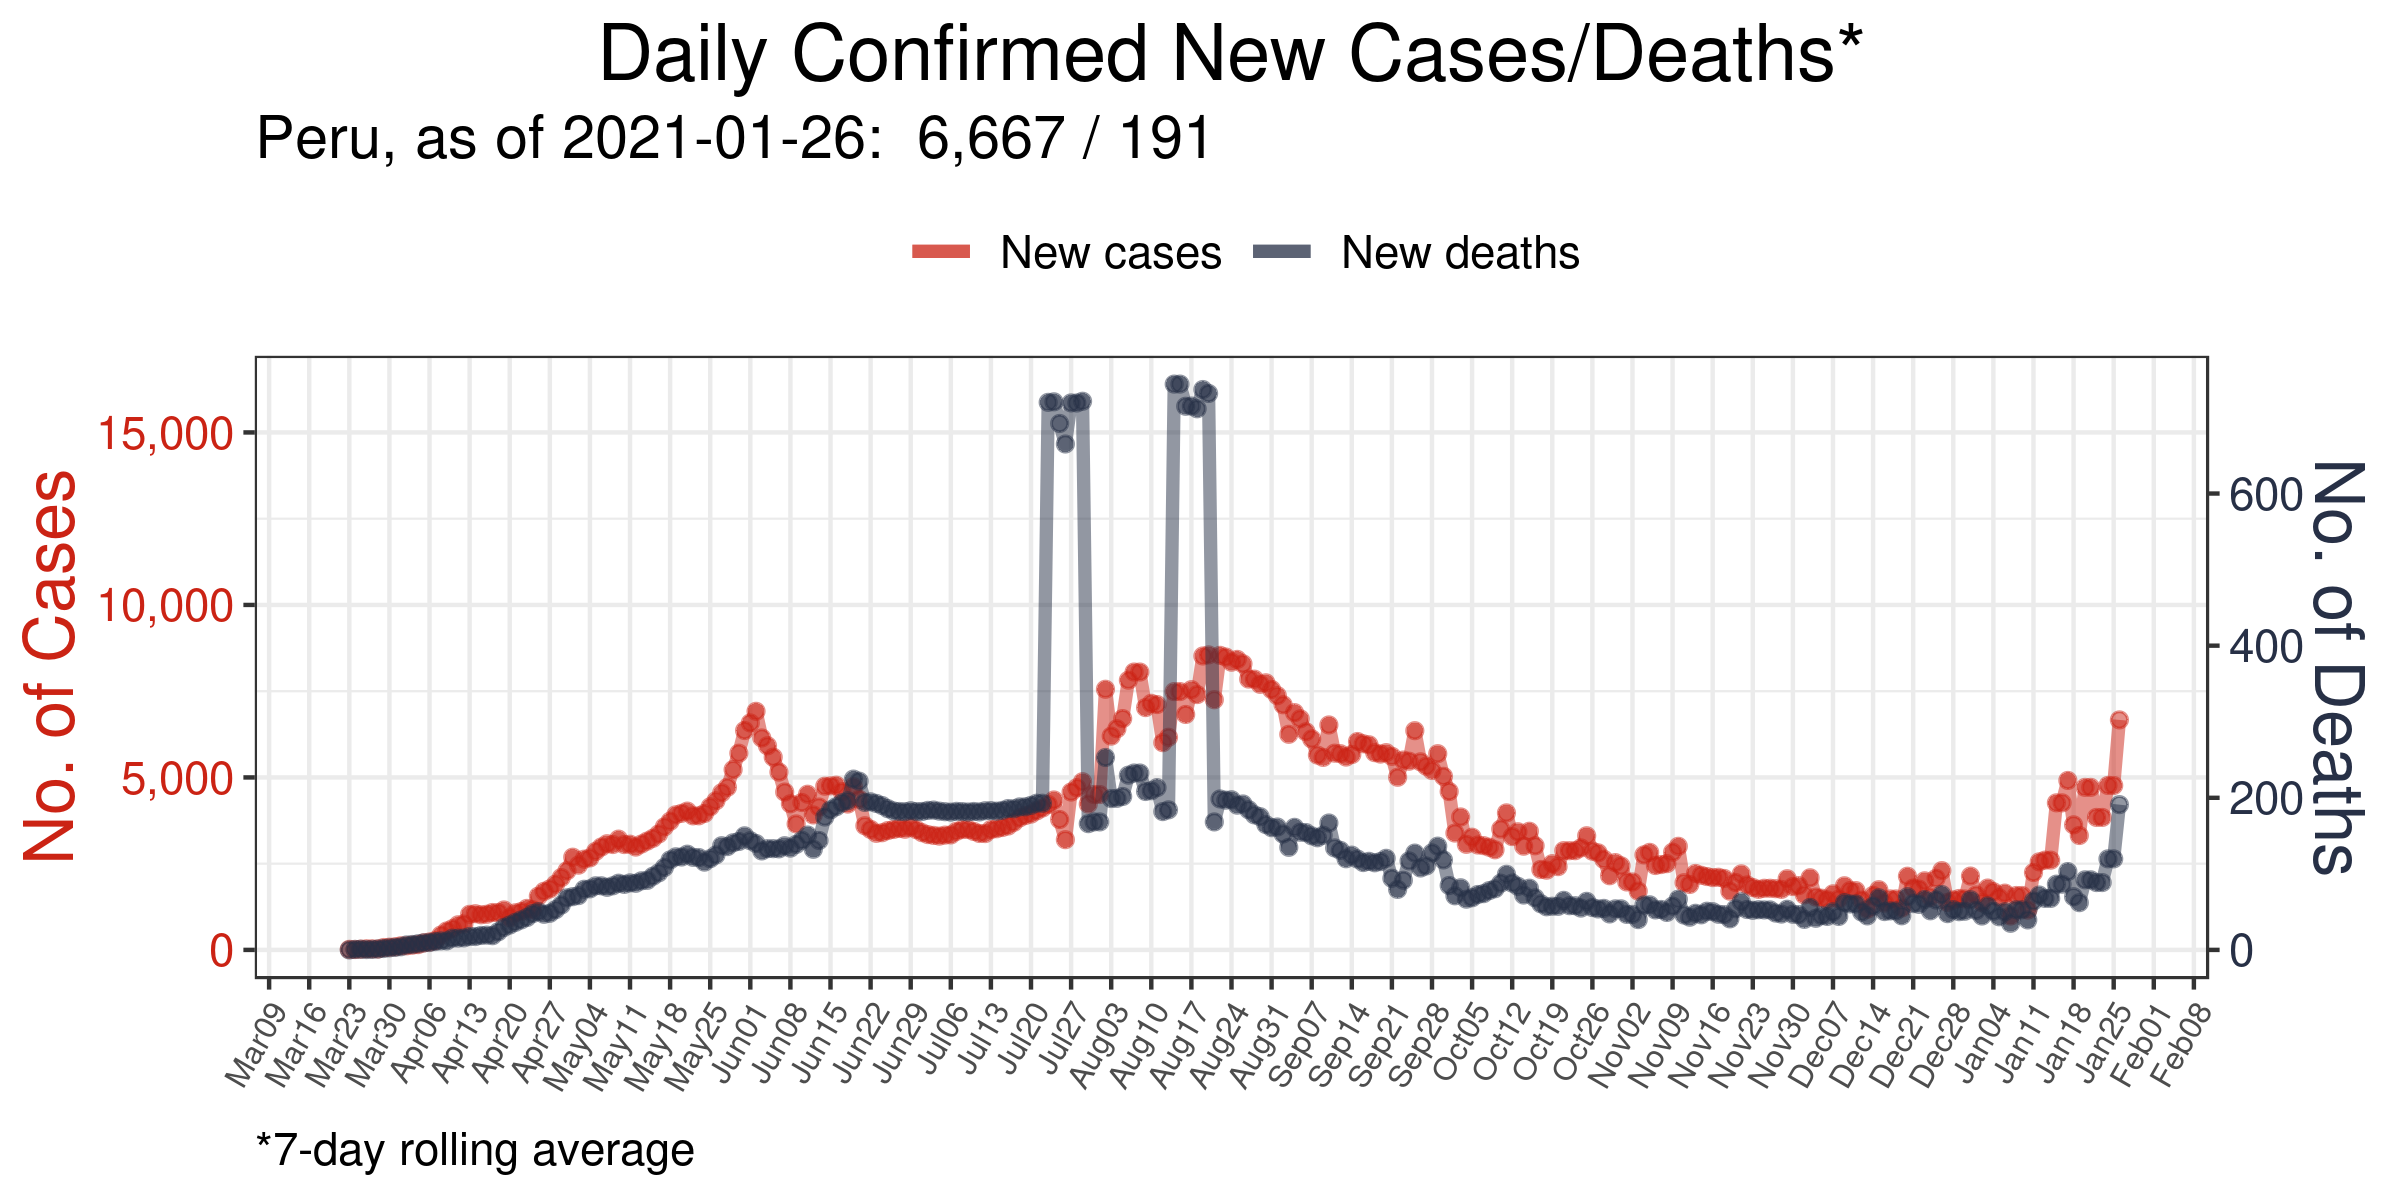 Daily Confirmed New Cases/Deaths*
Peru, as of 2021-01-26:  6,667 / 191
New cases
New deaths
No. of Cases
15,000
10,000
5,000
0
No. of Deaths
600
400
200
0
Mar09
Mar16
Mar23
Mar30
Apr06
Apr13
Apr20
Apr27
May04
May11
May18
May25
Jun01
Jun08
Jun15
Jun22
Jun29
Jul06
Jul13
Jul20
Jul27
Aug03
Aug10
Aug17
Aug24
Aug31
Sep07
Sep14
Sep21
Sep28
Oct05
Oct12
Oct19
Oct26
Nov02
Nov09
Nov16
Nov23
Nov30
Dec07
Dec14
Dec21
Dec28
Jan04
Jan11
Jan18
Jan25
Feb01
Feb08
*7-day rolling average